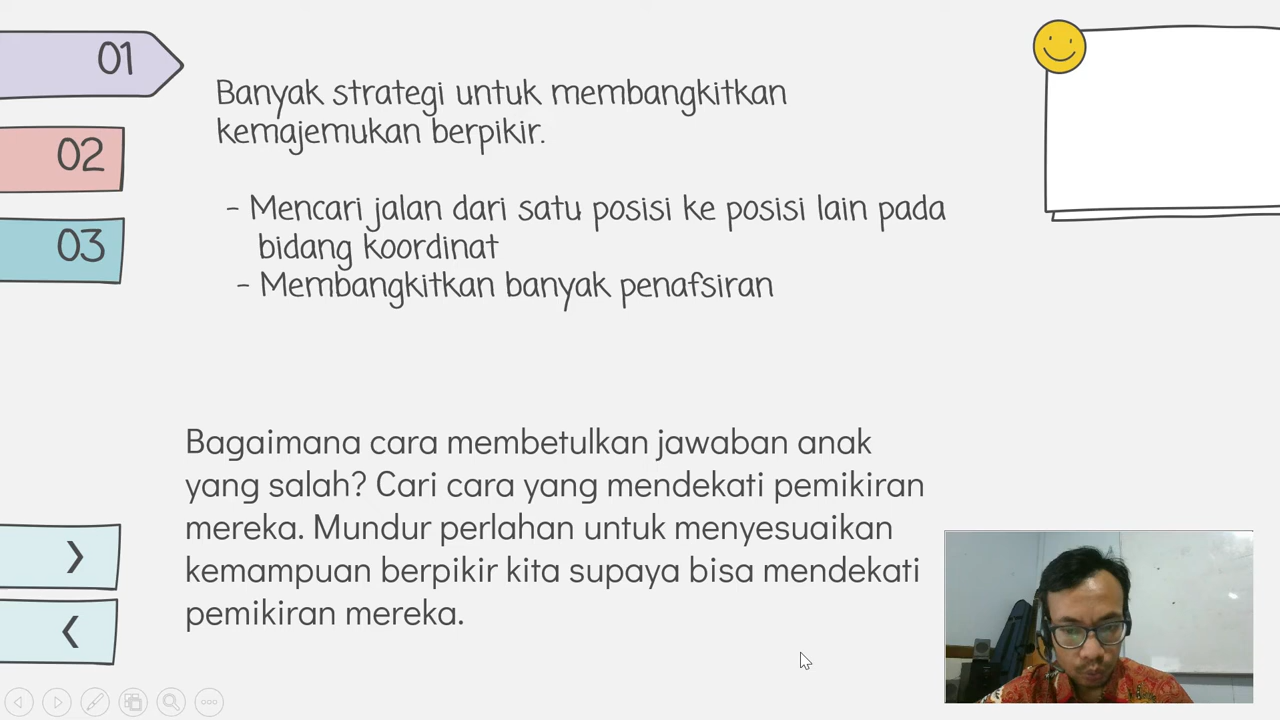 01
02
03
Banyak strategi untuk membangkitkan
kemajemukan berpikir.
- Mencari jalan dari satu posisi ke posisi lain pada
bidang koordinat
- Membangkitkan banyak penafsiran
Bagaimana cara membetulkan jawaban anak
yang salah? Cari cara yang mendekati pemikiran
mereka. Mundur perlahan untuk menyesuaikan
kemampuan berpikir kita supaya bisa mendekati
pemikiran mereka.